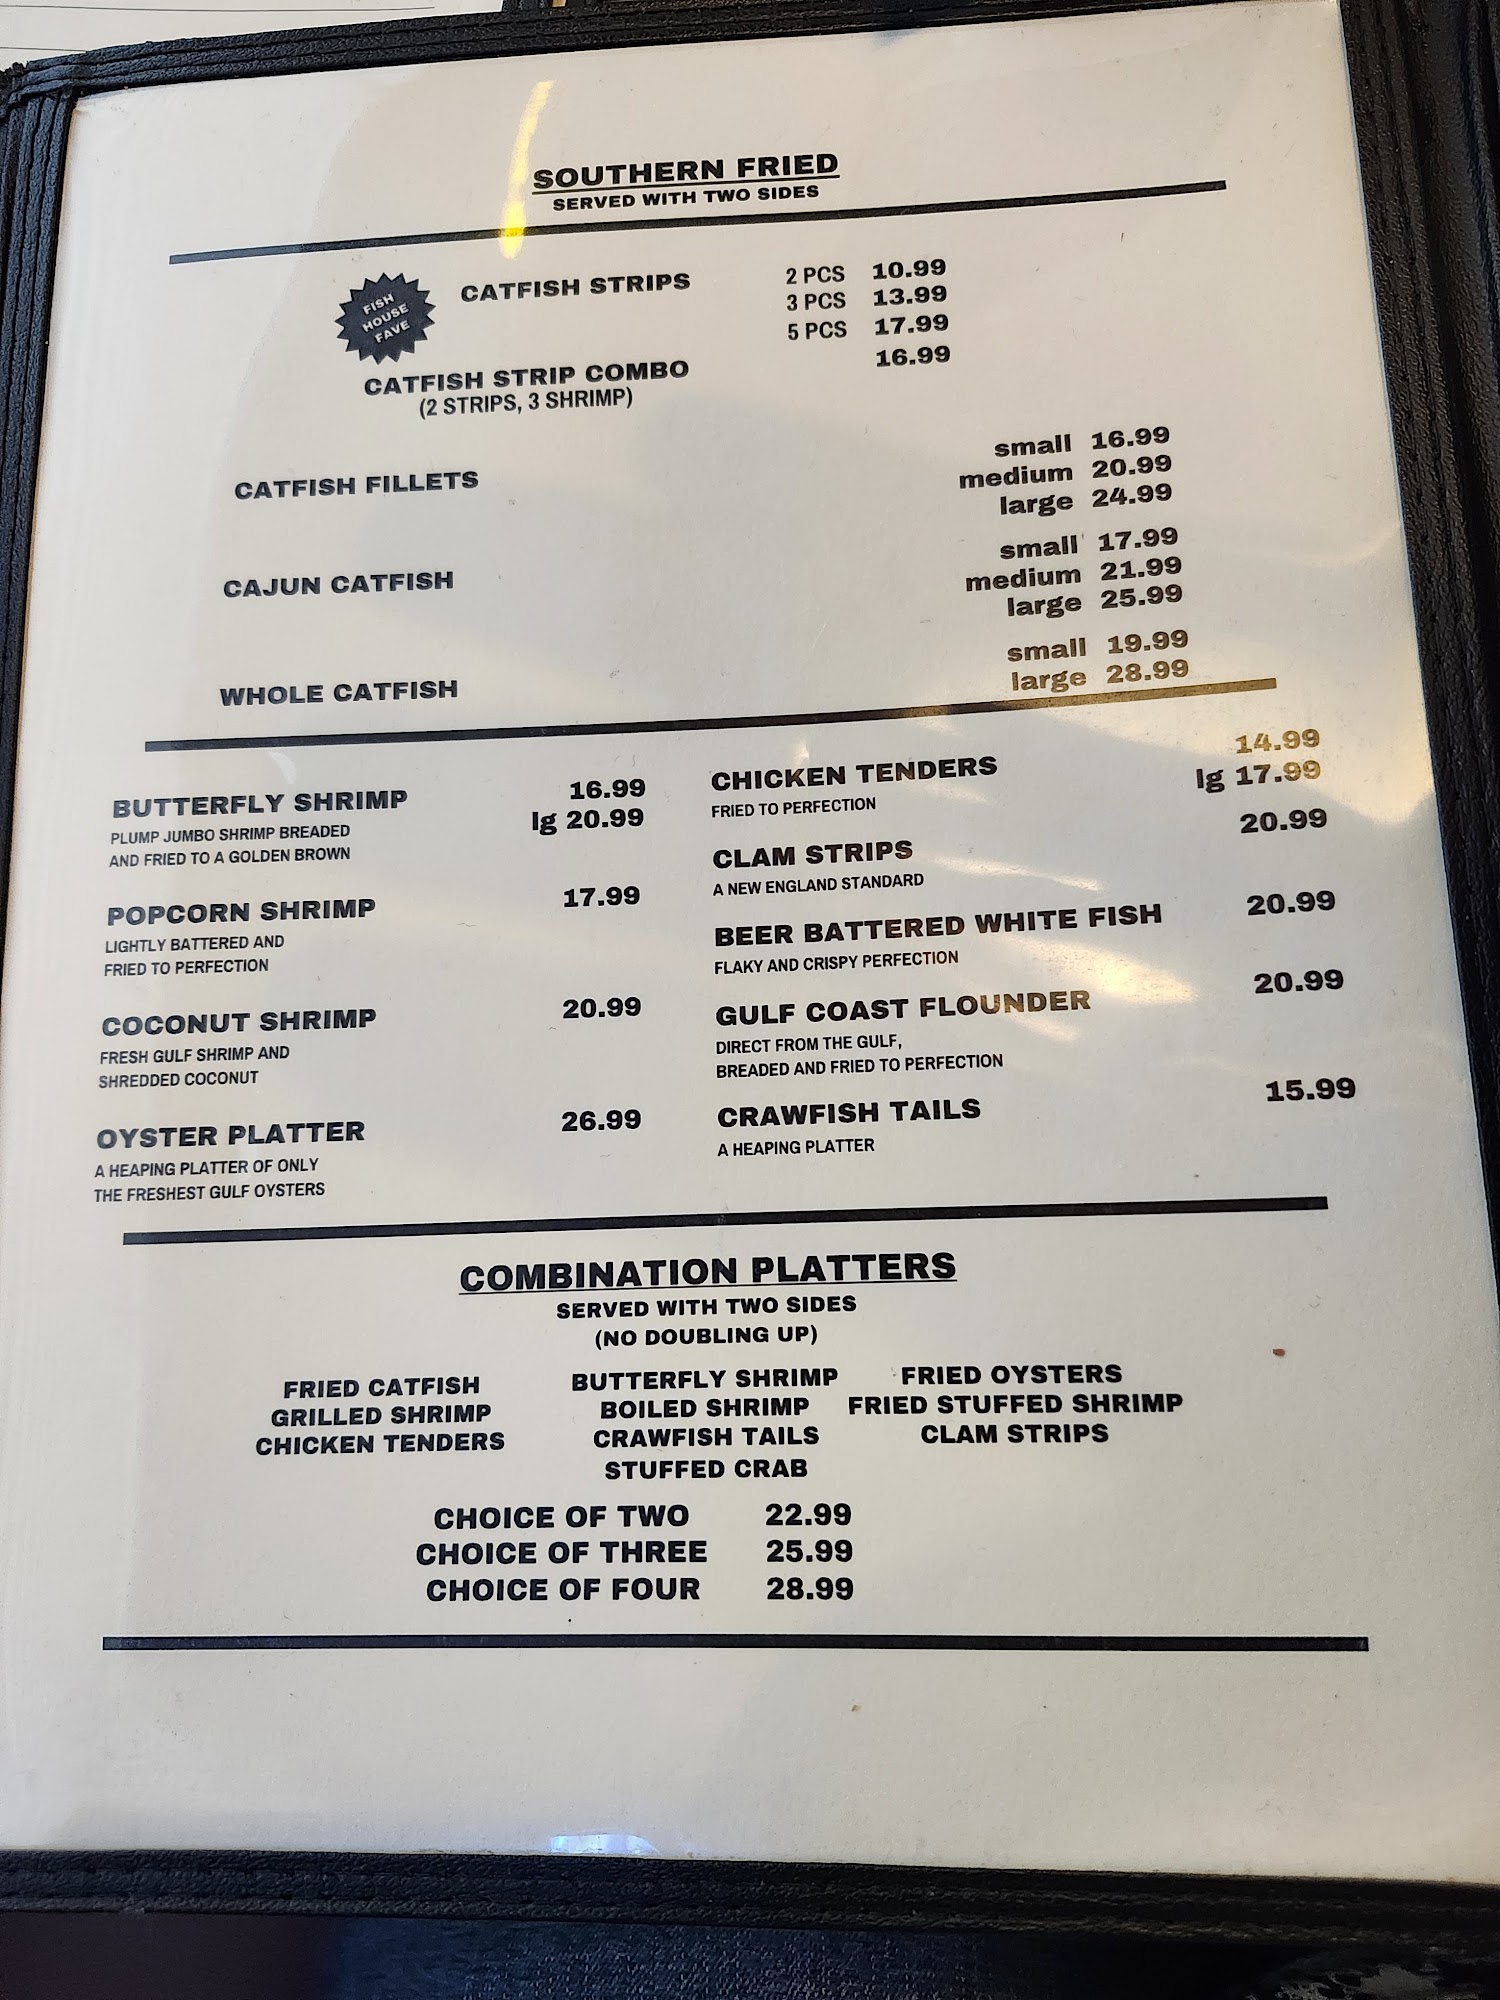 SOUTHERN FRIED
SERVED WITH TWO SIDES
FISH
HOUSE
FAVE
CATFISH STRIPS 2 PCS 10.99
3 PCS 13.99
5 PCS 17.99
CATFISH STRIP COMBO 16.99
(2 STRIPS, 3 SHRIMP)
CATFISH FILLETS small 16.99
medium 20.99
large 24.99
CAJUN CATFISH small 17.99
medium 21.99
large 25.99
WHOLE CATFISH small 19.99
large 28.99
BUTTERFLY SHRIMP 16.99
lg 20.99
PLUMP JUMBO SHRIMP BREADED
AND FRIED TO A GOLDEN BROWN
POPCORN SHRIMP 17.99
LIGHTLY BATTERED AND
FRIED TO PERFECTION
COCONUT SHRIMP 20.99
FRESH GULF SHRIMP AND
SHREDDED COCONUT
OYSTER PLATTER 26.99
A HEAPING PLATTER OF ONLY
THE FRESHEST GULF OYSTERS
CHICKEN TENDERS 14.99
lg 17.99
FRIED TO PERFECTION
CLAM STRIPS 20.99
A NEW ENGLAND STANDARD
BEER BATTERED WHITE FISH 20.99
FLAKY AND CRISPY PERFECTION
GULF COAST FLOUNDER 20.99
DIRECT FROM THE GULF,
BREADED AND FRIED TO PERFECTION
CRAWFISH TAILS 15.99
A HEAPING PLATTER
COMBINATION PLATTERS
SERVED WITH TWO SIDES
(NO DOUBLING UP)
FRIED CATFISH BUTTERFLY SHRIMP FRIED OYSTERS
GRILLED SHRIMP BOILED SHRIMP FRIED STUFFED SHRIMP
CHICKEN TENDERS CRAWFISH TAILS CLAM STRIPS
STUFFED CRAB
CHOICE OF TWO 22.99
CHOICE OF THREE 25.99
CHOICE OF FOUR 28.99